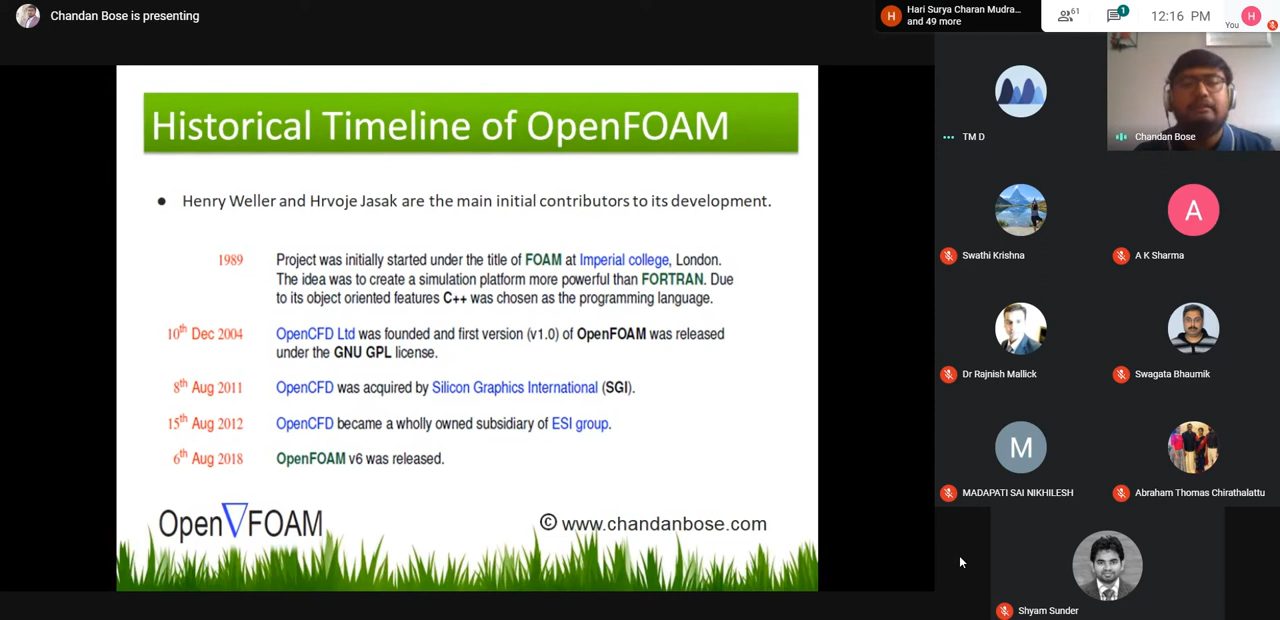 Chandan Bose is presenting
H
Hari Surya Charan Mudra...
and 49 more
61
1
12:16 PM
You
H
Historical Timeline of OpenFOAM
● Henry Weller and Hrvoje Jasak are the main initial contributors to its development.
1989 Project was initially started under the title of FOAM at Imperial college, London.
The idea was to create a simulation platform more powerful than FORTRAN. Due
to its object oriented features C++ was chosen as the programming language.
10th Dec 2004 OpenCFD Ltd was founded and first version (v1.0) of OpenFOAM was released
under the GNU GPL license.
8th Aug 2011 OpenCFD was acquired by Silicon Graphics International (SGI).
15th Aug 2012 OpenCFD became a wholly owned subsidiary of ESI group.
6th Aug 2018 OpenFOAM v6 was released.
Open∇FOAM
© www.chandanbose.com
TM D
Chandan Bose
A
Swathi Krishna
A K Sharma
Dr Rajnish Mallick
Swagata Bhaumik
M
MADAPATI SAI NIKHILESH
Abraham Thomas Chirathalattu
Shyam Sunder